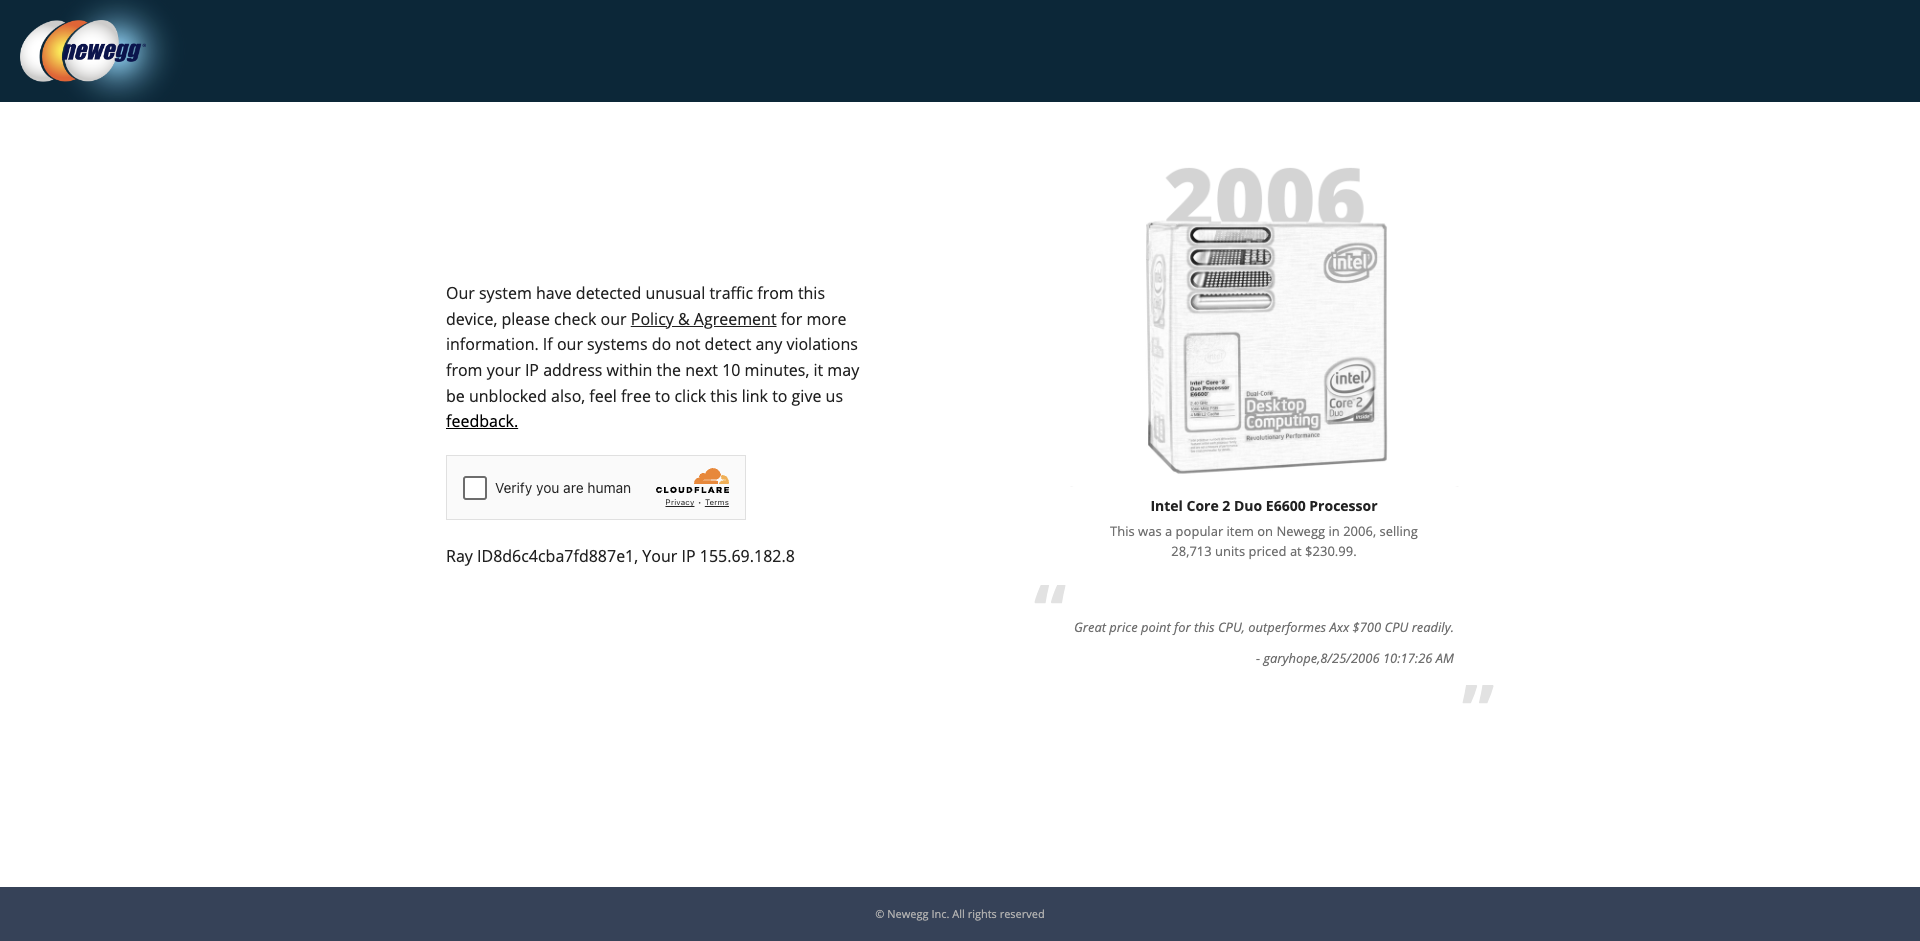 newegg
Our system have detected unusual traffic from this
device, please check our Policy & Agreement for more
information. If our systems do not detect any violations
from your IP address within the next 10 minutes, it may
be unblocked also, feel free to click this link to give us
feedback.
Verify you are human
CLOUDFLARE
Privacy • Terms
Ray ID8d6c4cba7fd887e1, Your IP 155.69.182.8
2006
intel
Intel Core 2
Duo Processor
E6600
Dual-Core
Desktop
Computing
Revolutionary Performance
intel
Core 2
Duo
inside
Intel Core 2 Duo E6600 Processor
This was a popular item on Newegg in 2006, selling
28,713 units priced at $230.99.
“
Great price point for this CPU, outperformes Axx $700 CPU readily.
- garyhope,8/25/2006 10:17:26 AM
”
© Newegg Inc. All rights reserved